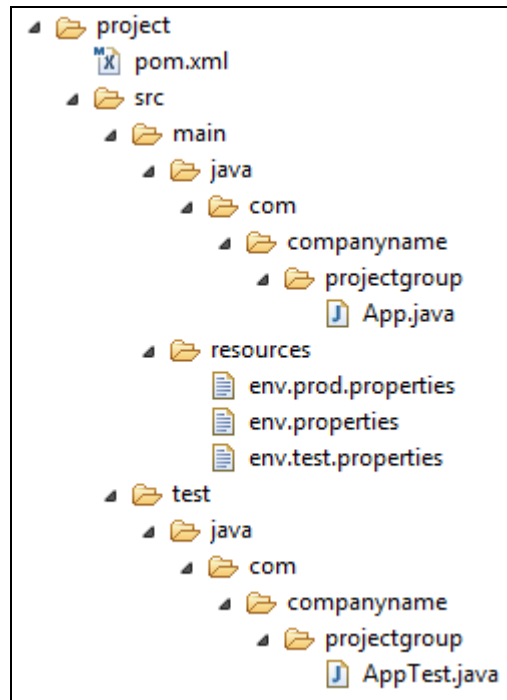 project
pom.xml
src
main
java
com
companyname
projectgroup
App.java
resources
env.prod.properties
env.properties
env.test.properties
test
java
com
companyname
projectgroup
AppTest.java